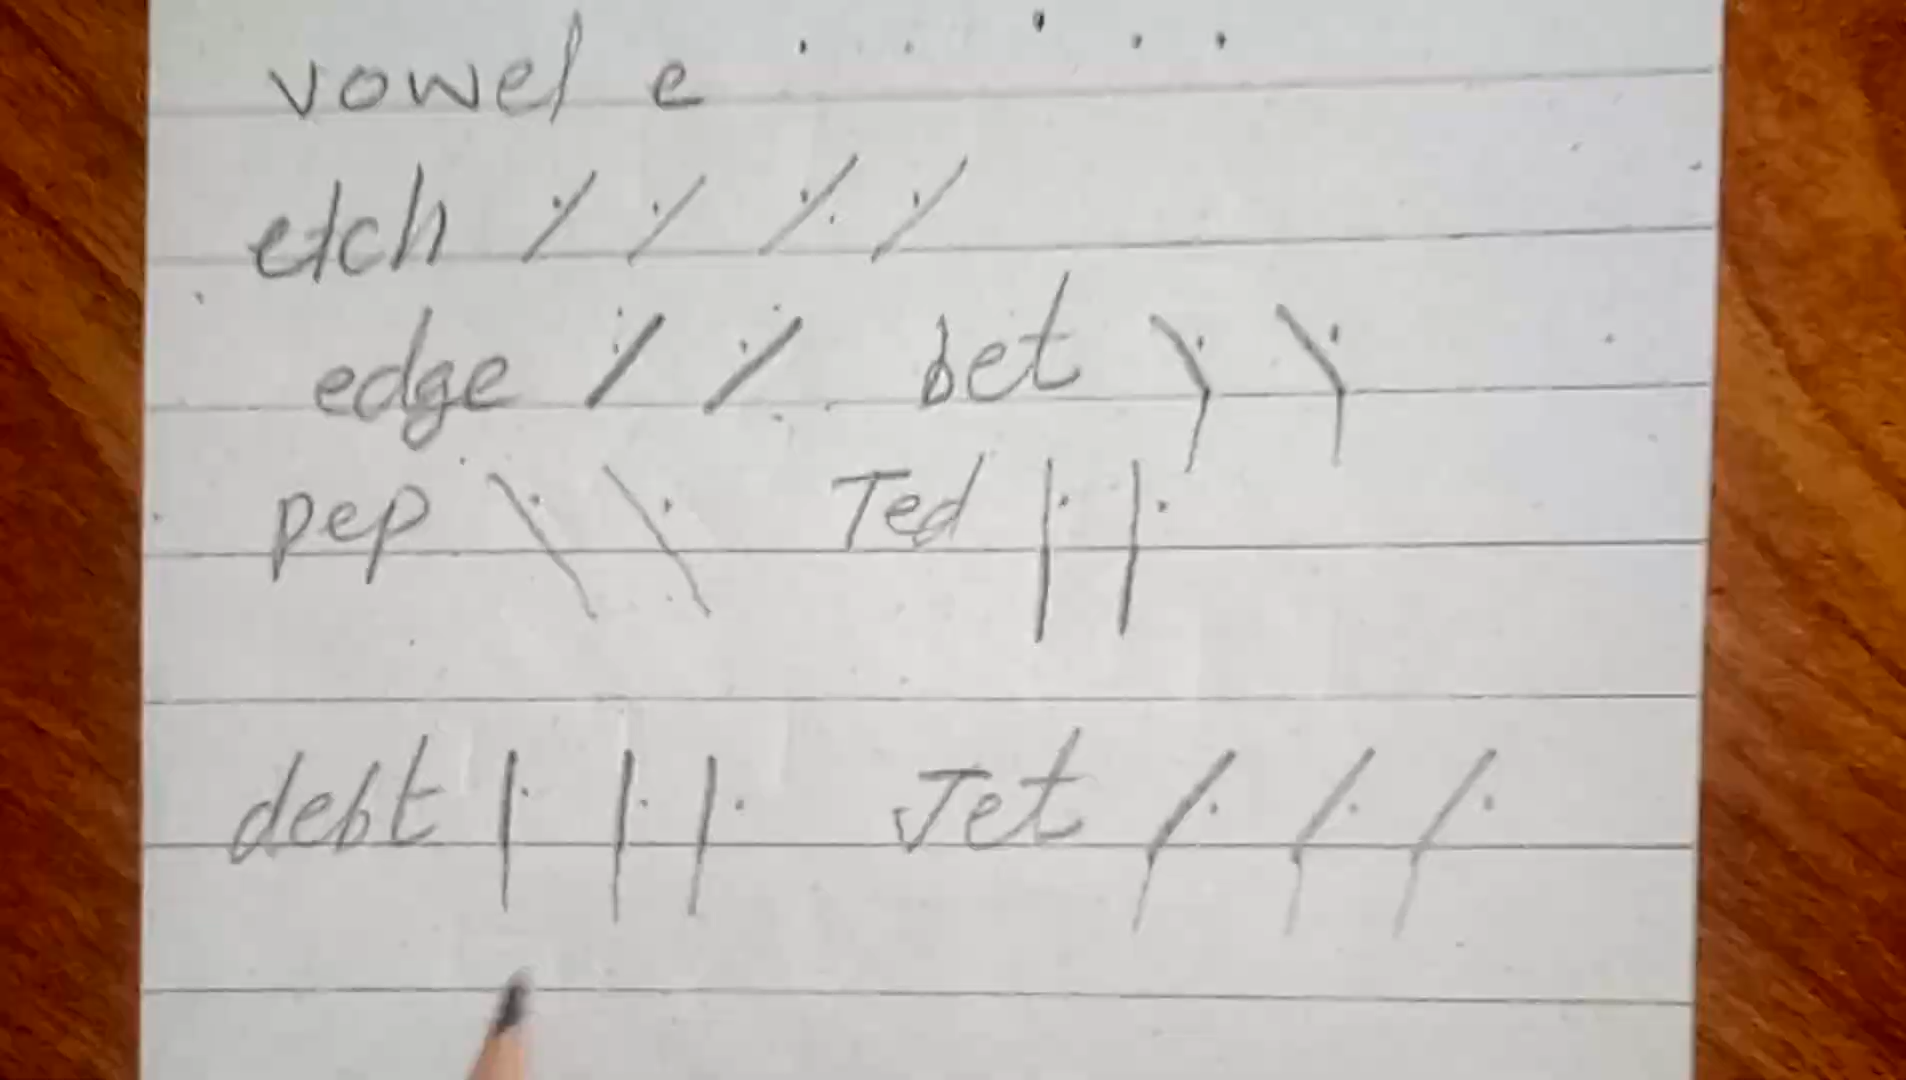 vowel e
etch
edge bet
pep Ted
debt Jet